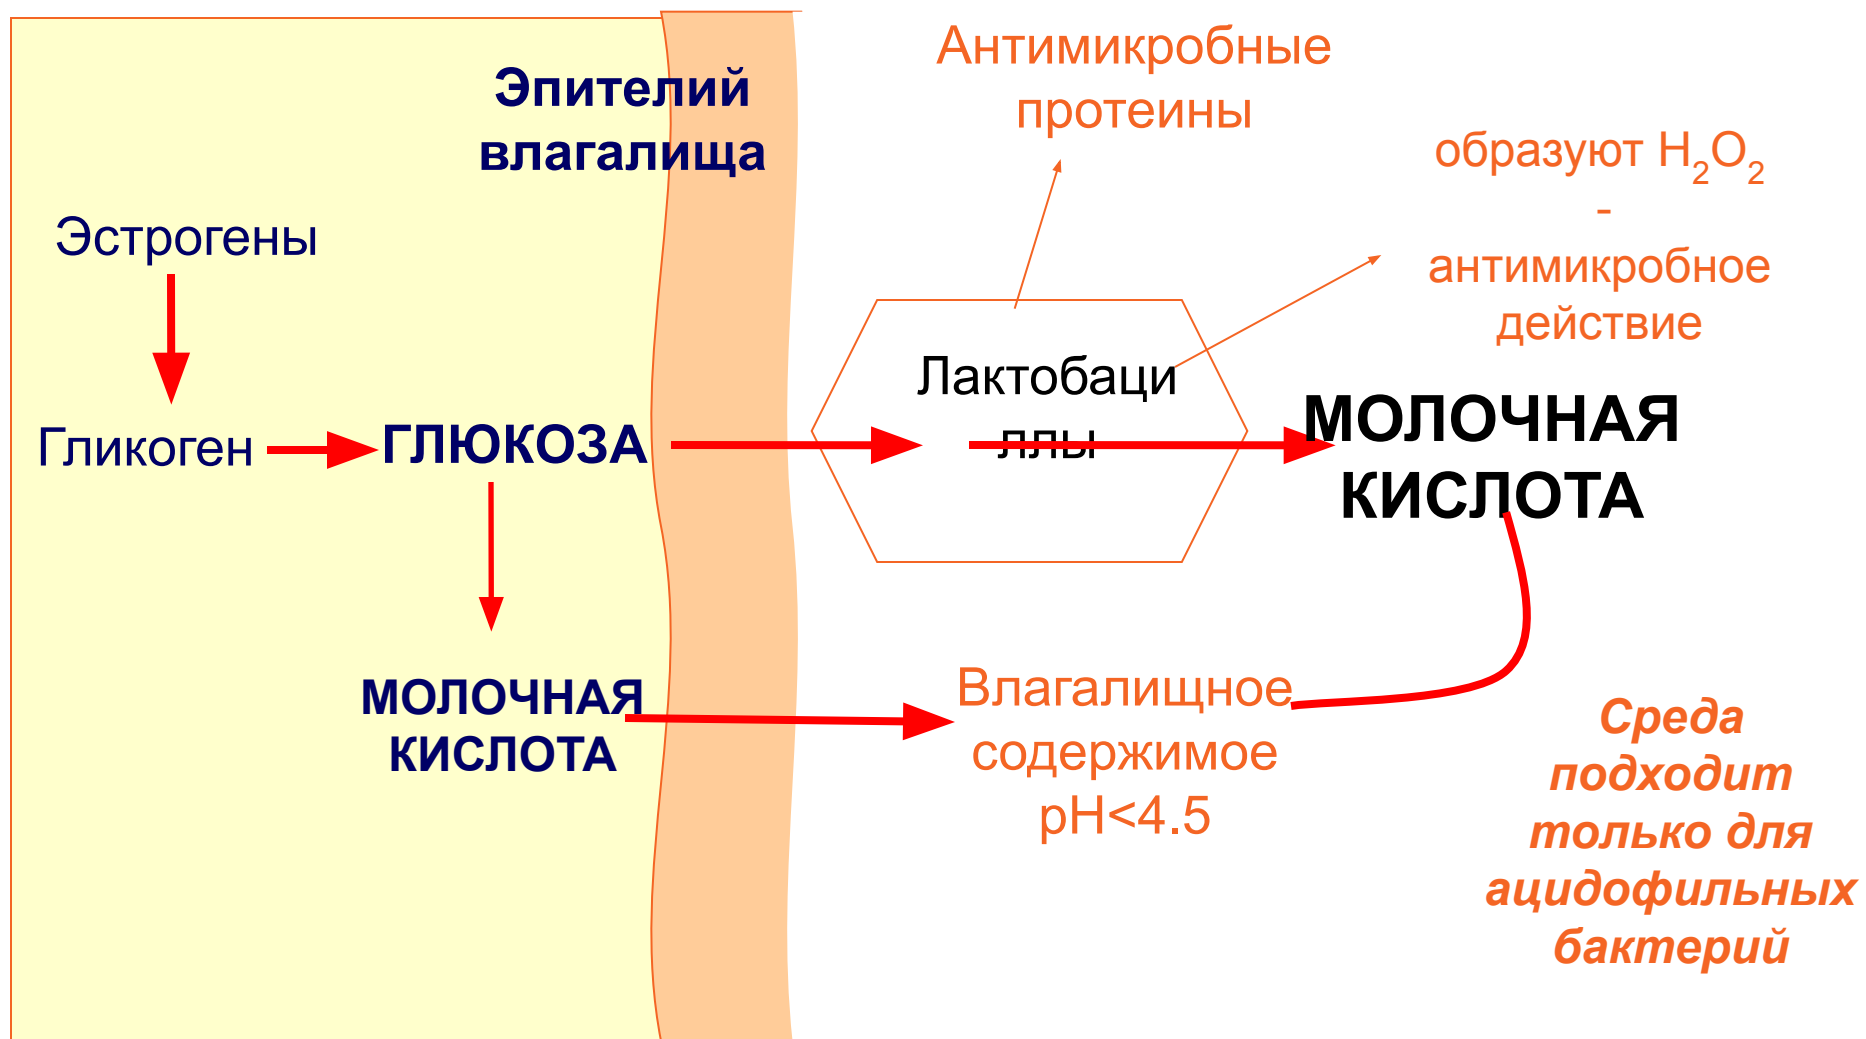 Эпителий
влагалища
Эстрогены
Гликоген
ГЛЮКОЗА
МОЛОЧНАЯ
КИСЛОТА
Антимикробные
протеины
образуют H₂O₂
-
антимикробное
действие
Лактобаци
ллы
МОЛОЧНАЯ
КИСЛОТА
Влагалищное
содержимое
pH<4.5
Среда
подходит
только для
ацидофильных
бактерий